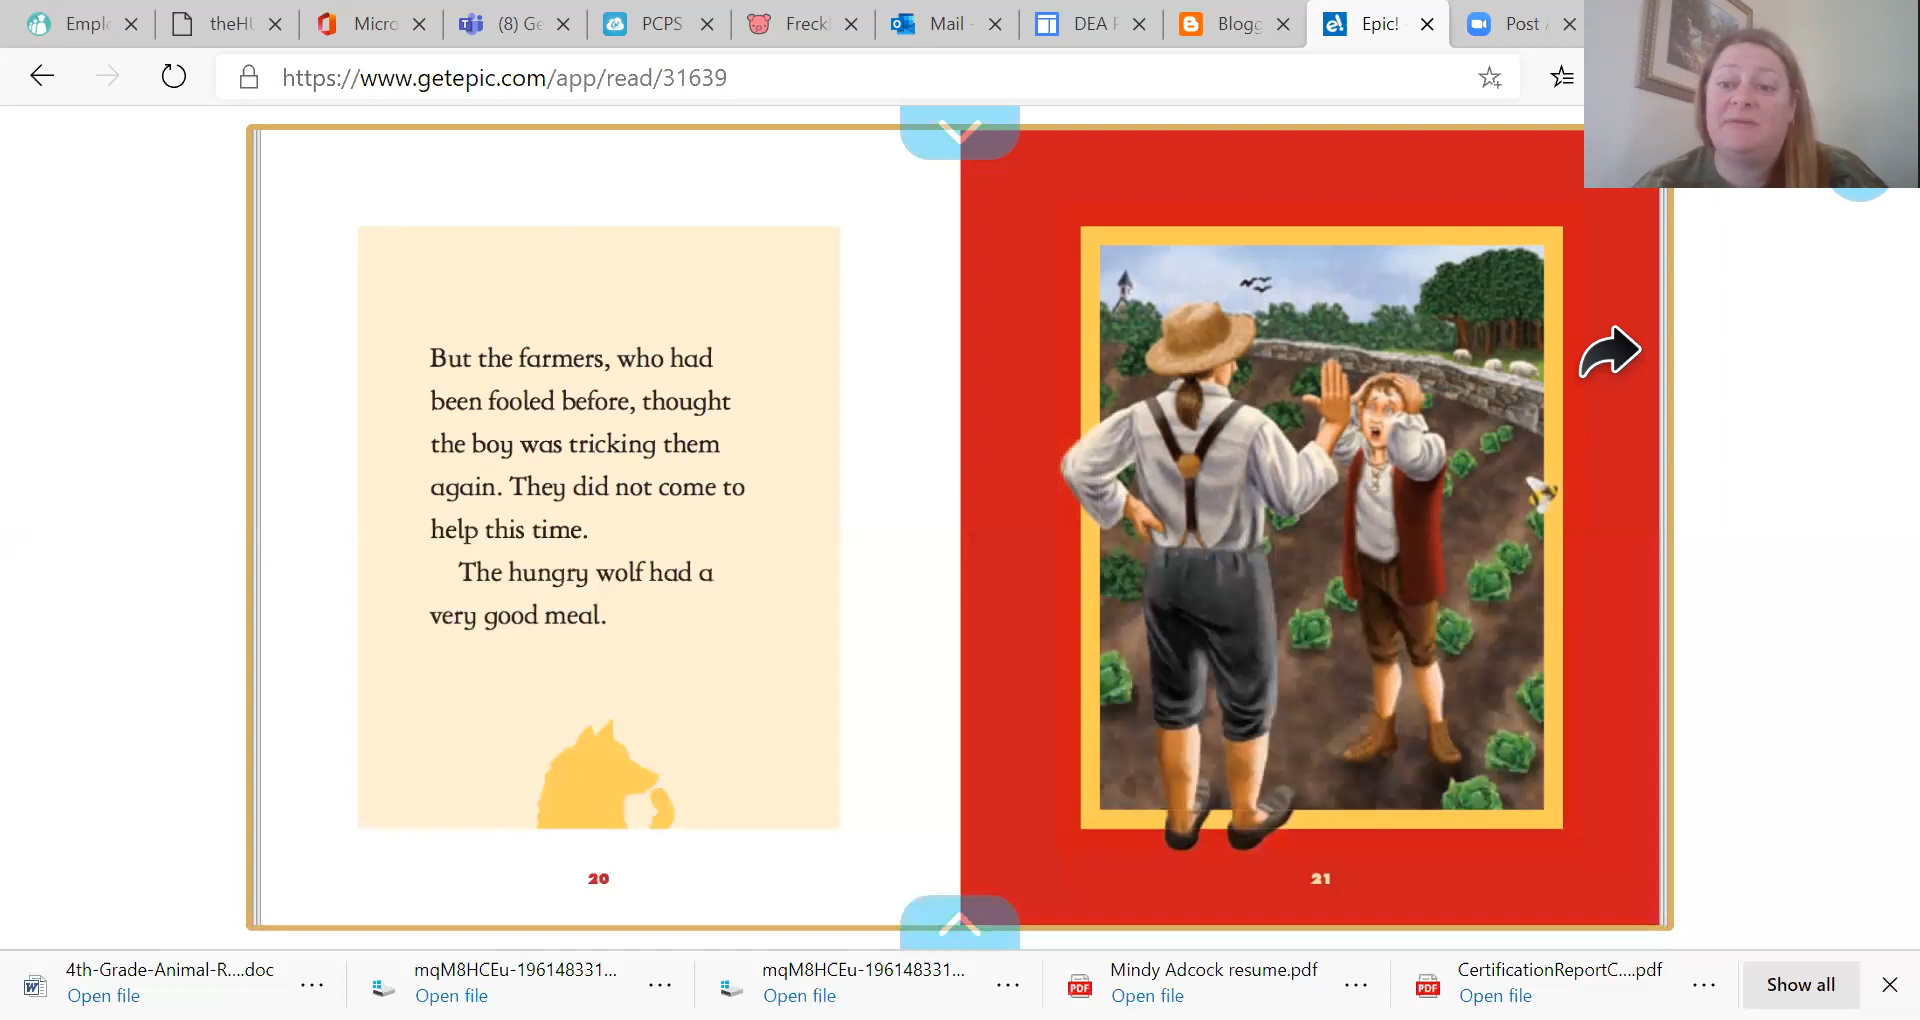 Emplo
theHU
Micro
(8) Ge
PCPS
Freckl
Mail -
DEA F
Blogg
Epic! -
Post A
https://www.getepic.com/app/read/31639
But the farmers, who had
been fooled before, thought
the boy was tricking them
again. They did not come to
help this time.
The hungry wolf had a
very good meal.
20
21
4th-Grade-Animal-R....doc
Open file
mqM8HCEu-196148331...
Open file
mqM8HCEu-196148331...
Open file
Mindy Adcock resume.pdf
Open file
CertificationReportC....pdf
Open file
Show all